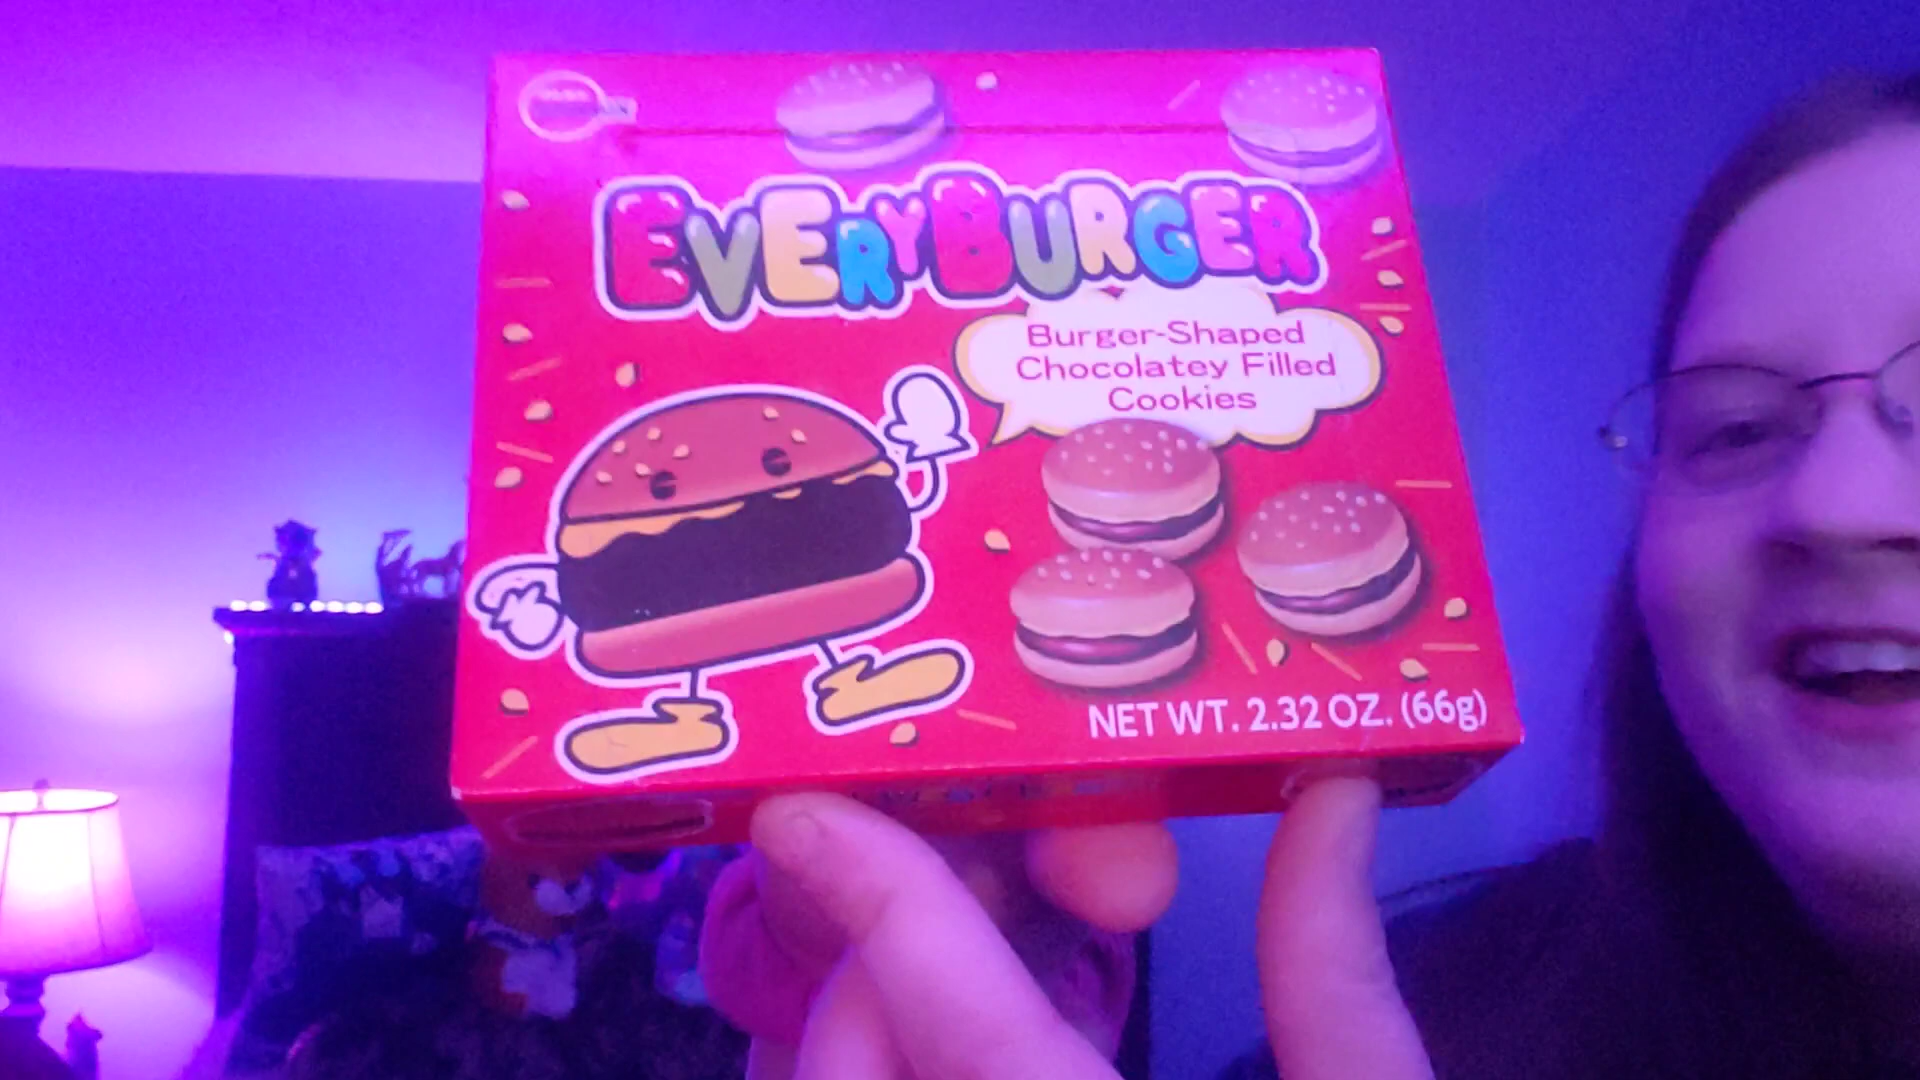 EVERYBURGER
Burger-Shaped
Chocolatey Filled
Cookies
NET WT. 2.32 OZ. (66g)